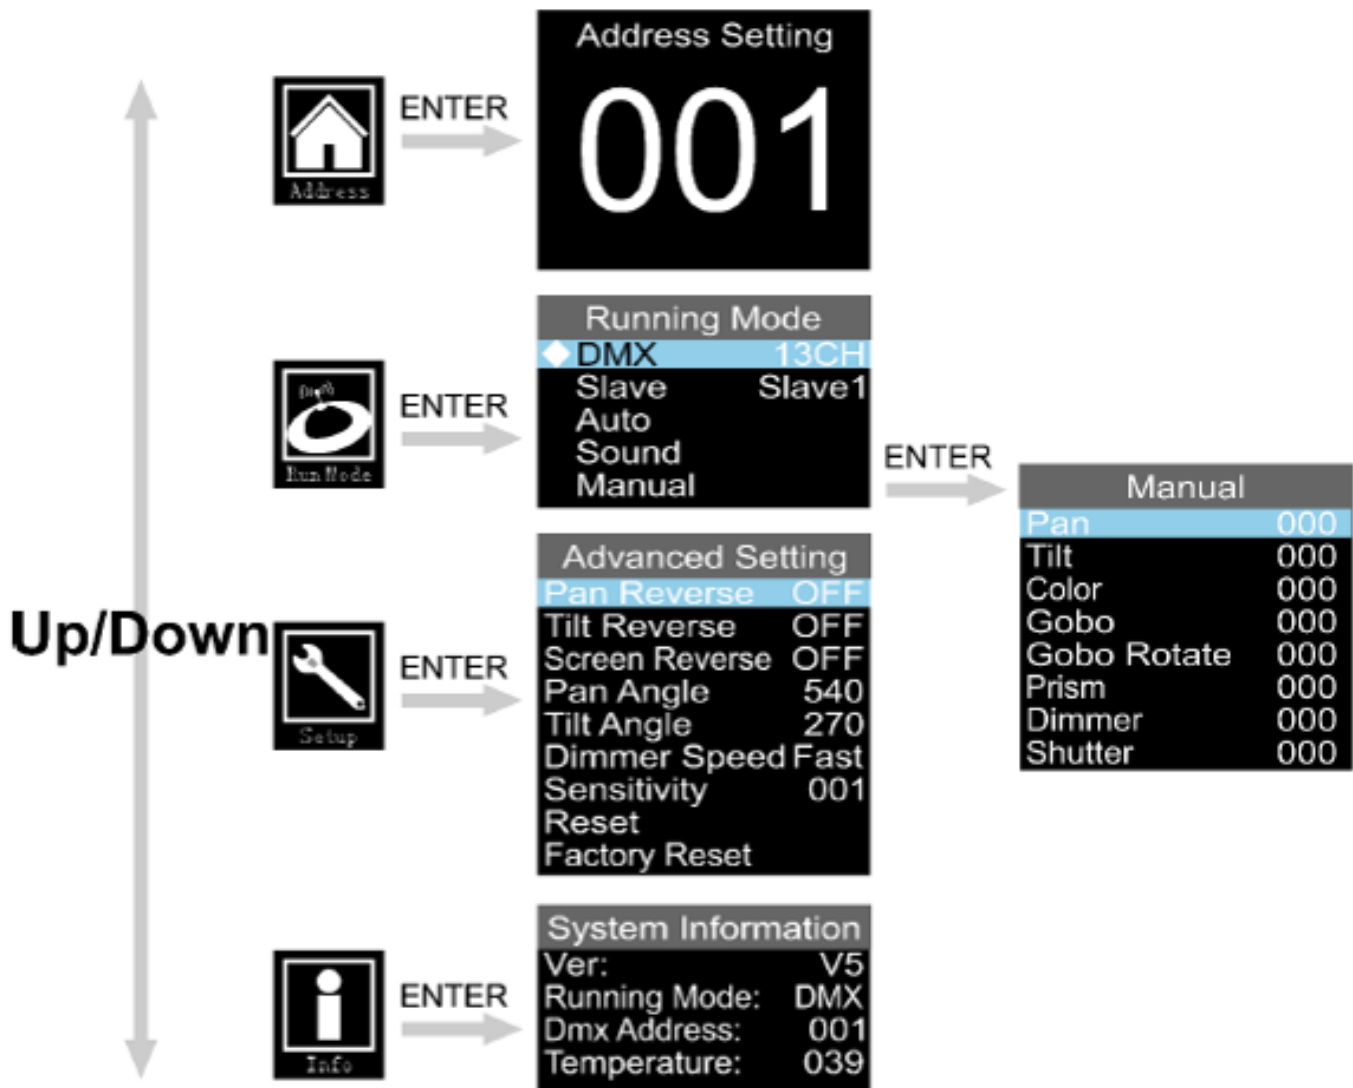 Up/Down
Address
ENTER
Address Setting
001
Run Mode
ENTER
Running Mode
DMX 13CH
Slave Slave1
Auto
Sound
Manual
ENTER
Manual
Pan 000
Tilt 000
Color 000
Gobo 000
Gobo Rotate 000
Prism 000
Dimmer 000
Shutter 000
Setup
ENTER
Advanced Setting
Pan Reverse OFF
Tilt Reverse OFF
Screen Reverse OFF
Pan Angle 540
Tilt Angle 270
Dimmer Speed Fast
Sensitivity 001
Reset
Factory Reset
Info
ENTER
System Information
Ver: V5
Running Mode: DMX
Dmx Address: 001
Temperature: 039